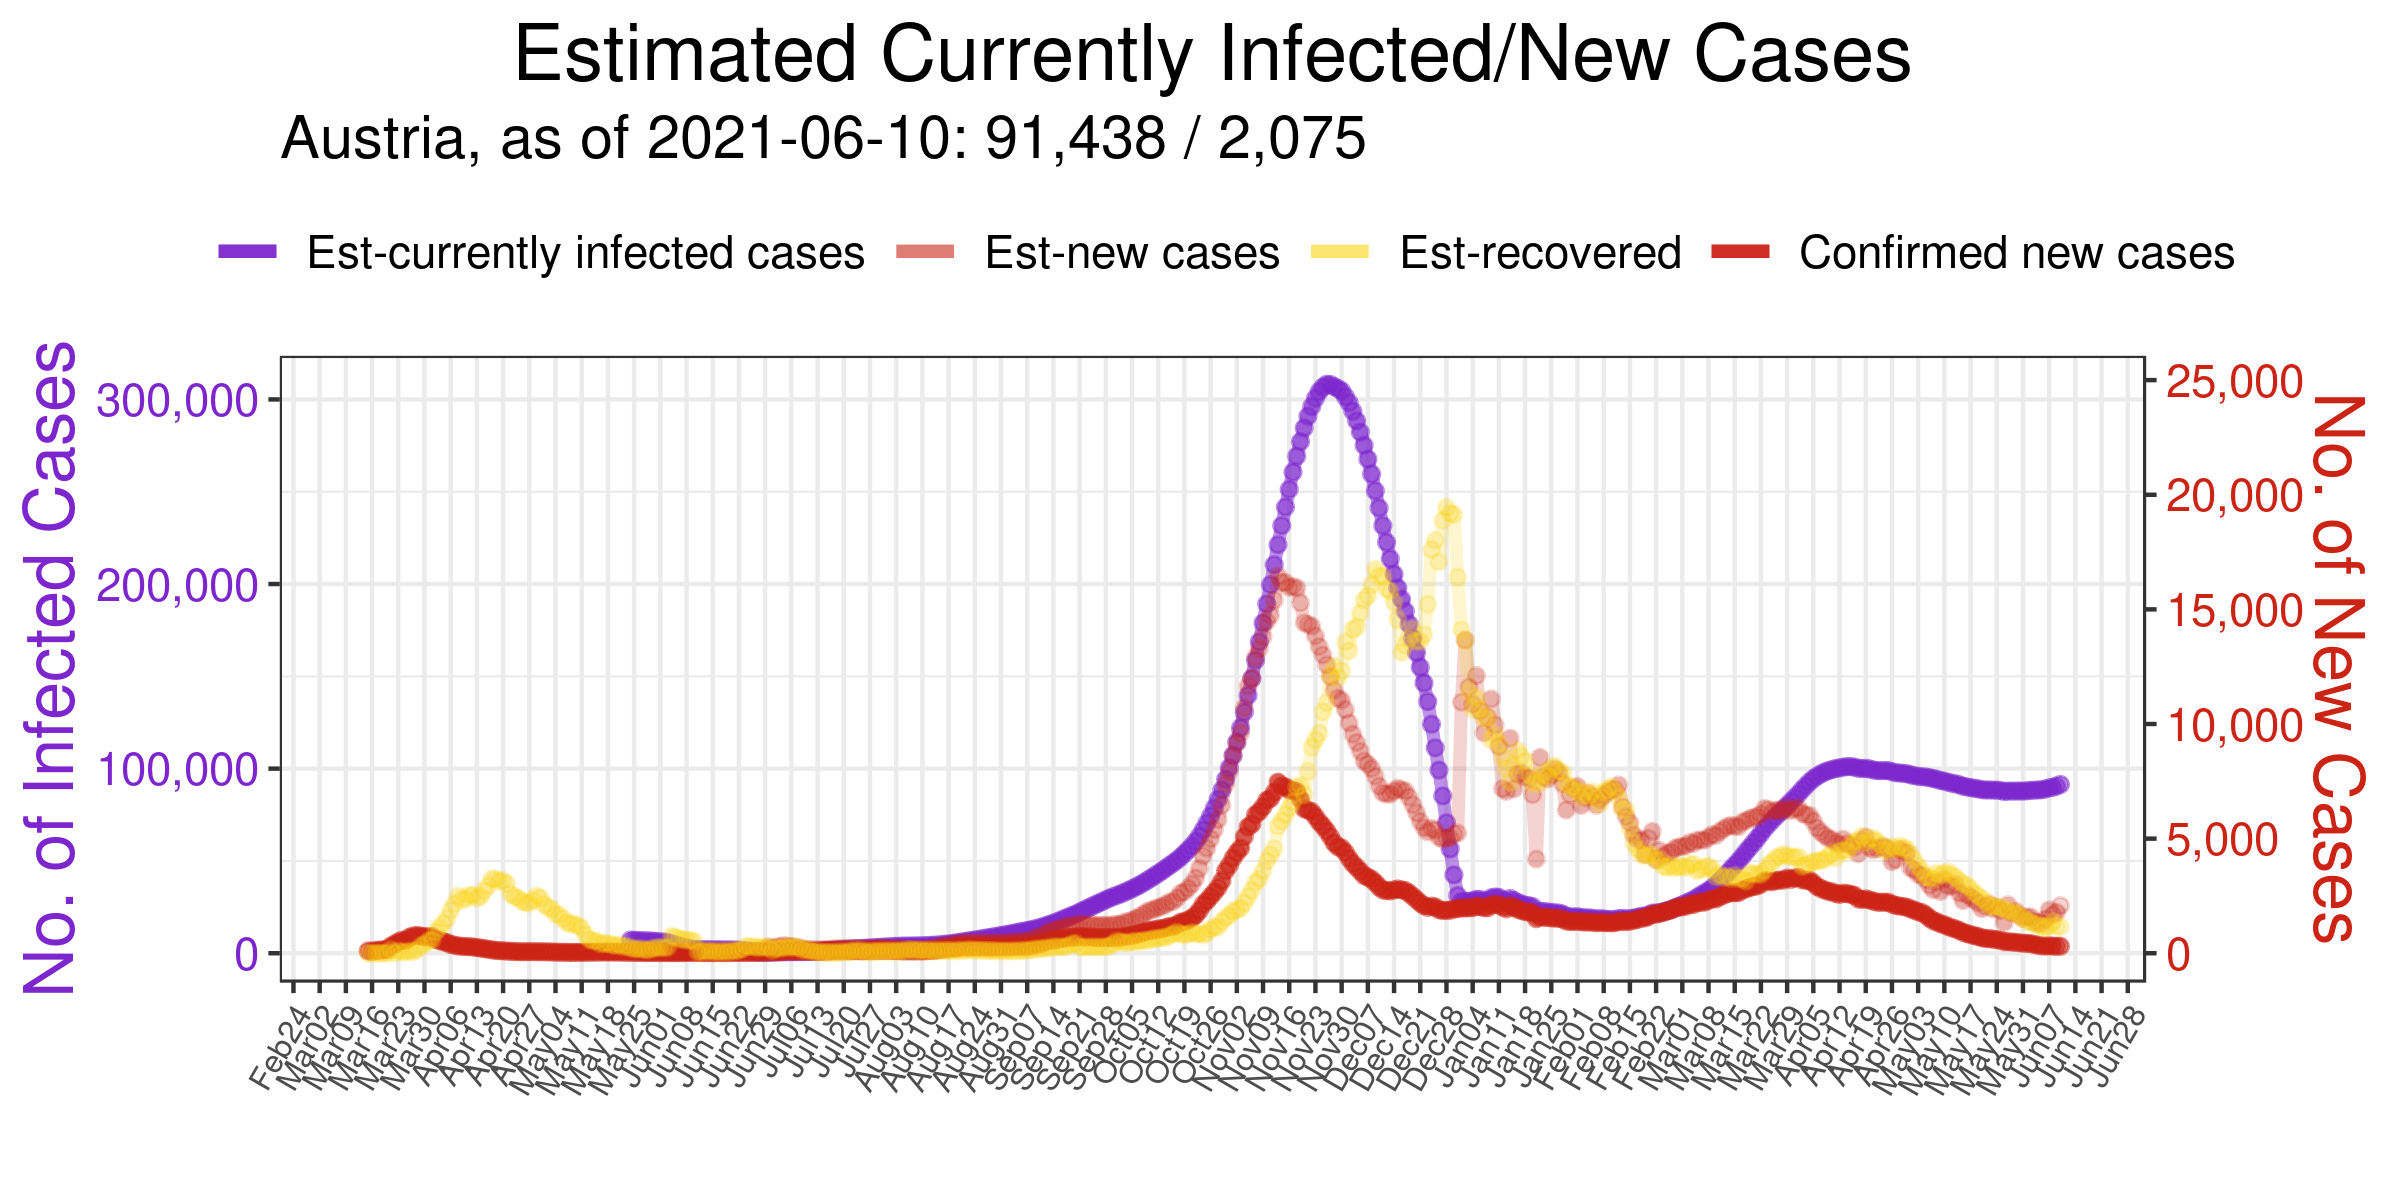 Estimated Currently Infected/New Cases
Austria, as of 2021-06-10: 91,438 / 2,075
Est-currently infected cases Est-new cases Est-recovered Confirmed new cases
No. of Infected Cases
300,000
200,000
100,000
0
25,000
20,000
15,000
10,000
5,000
0
No. of New Cases
Feb24 Mar02 Mar09 Mar16 Mar23 Mar30 Apr06 Apr13 Apr20 Apr27 May04 May11 May18 May25 Jun01 Jun08 Jun15 Jun22 Jun29 Jul06 Jul13 Jul20 Jul27 Aug03 Aug10 Aug17 Aug24 Aug31 Sep07 Sep14 Sep21 Sep28 Oct05 Oct12 Oct19 Oct26 Nov02 Nov09 Nov16 Nov23 Nov30 Dec07 Dec14 Dec21 Dec28 Jan04 Jan11 Jan18 Jan25 Feb01 Feb08 Feb15 Feb22 Mar01 Mar08 Mar15 Mar22 Mar29 Apr05 Apr12 Apr19 Apr26 May03 May10 May17 May24 May31 Jun07 Jun14 Jun21 Jun28